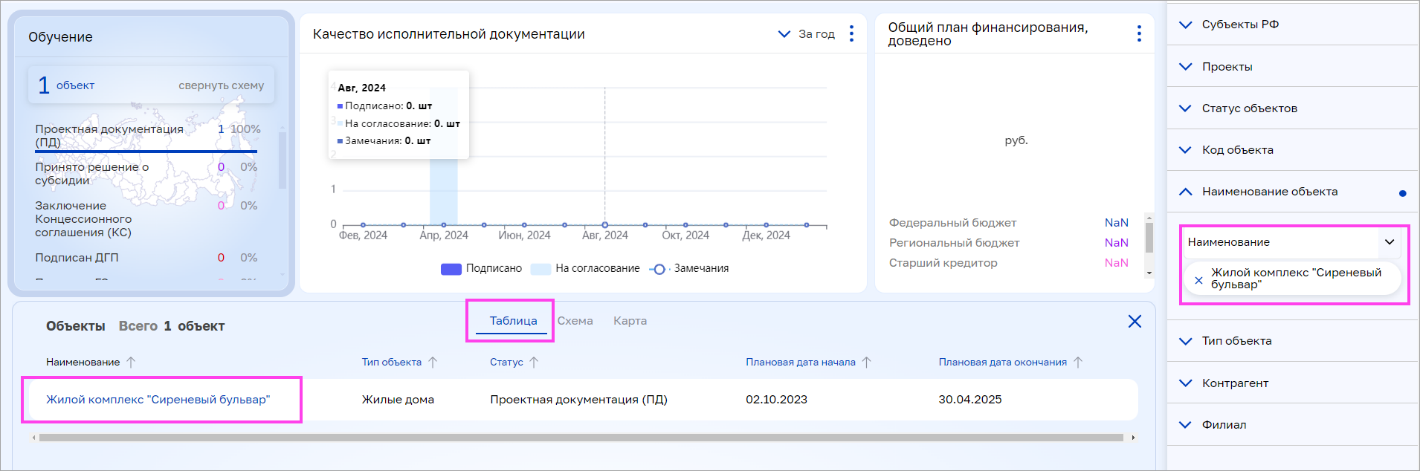 Обучение
1 объект
свернуть схему
Проектная документация
(ПД)
1 100%
Принято решение о
субсидии
0 0%
Заключение
Концессионного
соглашения (КС)
0 0%
Подписан ДГП
0 0%
Качество исполнительной документации
За год
Авг, 2024
Подписано: 0. шт
На согласование: 0. шт
Замечания: 0. шт
4
3
2
1
0
Фев, 2024 Апр, 2024 Июн, 2024 Авг, 2024 Окт, 2024 Дек, 2024
Подписано На согласование Замечания
Общий план финансирования,
доведено
руб.
Федеральный бюджет NaN
Региональный бюджет NaN
Старший кредитор NaN
Объекты Всего 1 объект
Таблица Схема Карта
Наименование Тип объекта Статус Плановая дата начала Плановая дата окончания
Жилой комплекс "Сиреневый бульвар" Жилые дома Проектная документация (ПД) 02.10.2023 30.04.2025
Субъекты РФ
Проекты
Статус объектов
Код объекта
Наименование объекта
Наименование
Жилой комплекс "Сиреневый
бульвар"
Тип объекта
Контрагент
Филиал